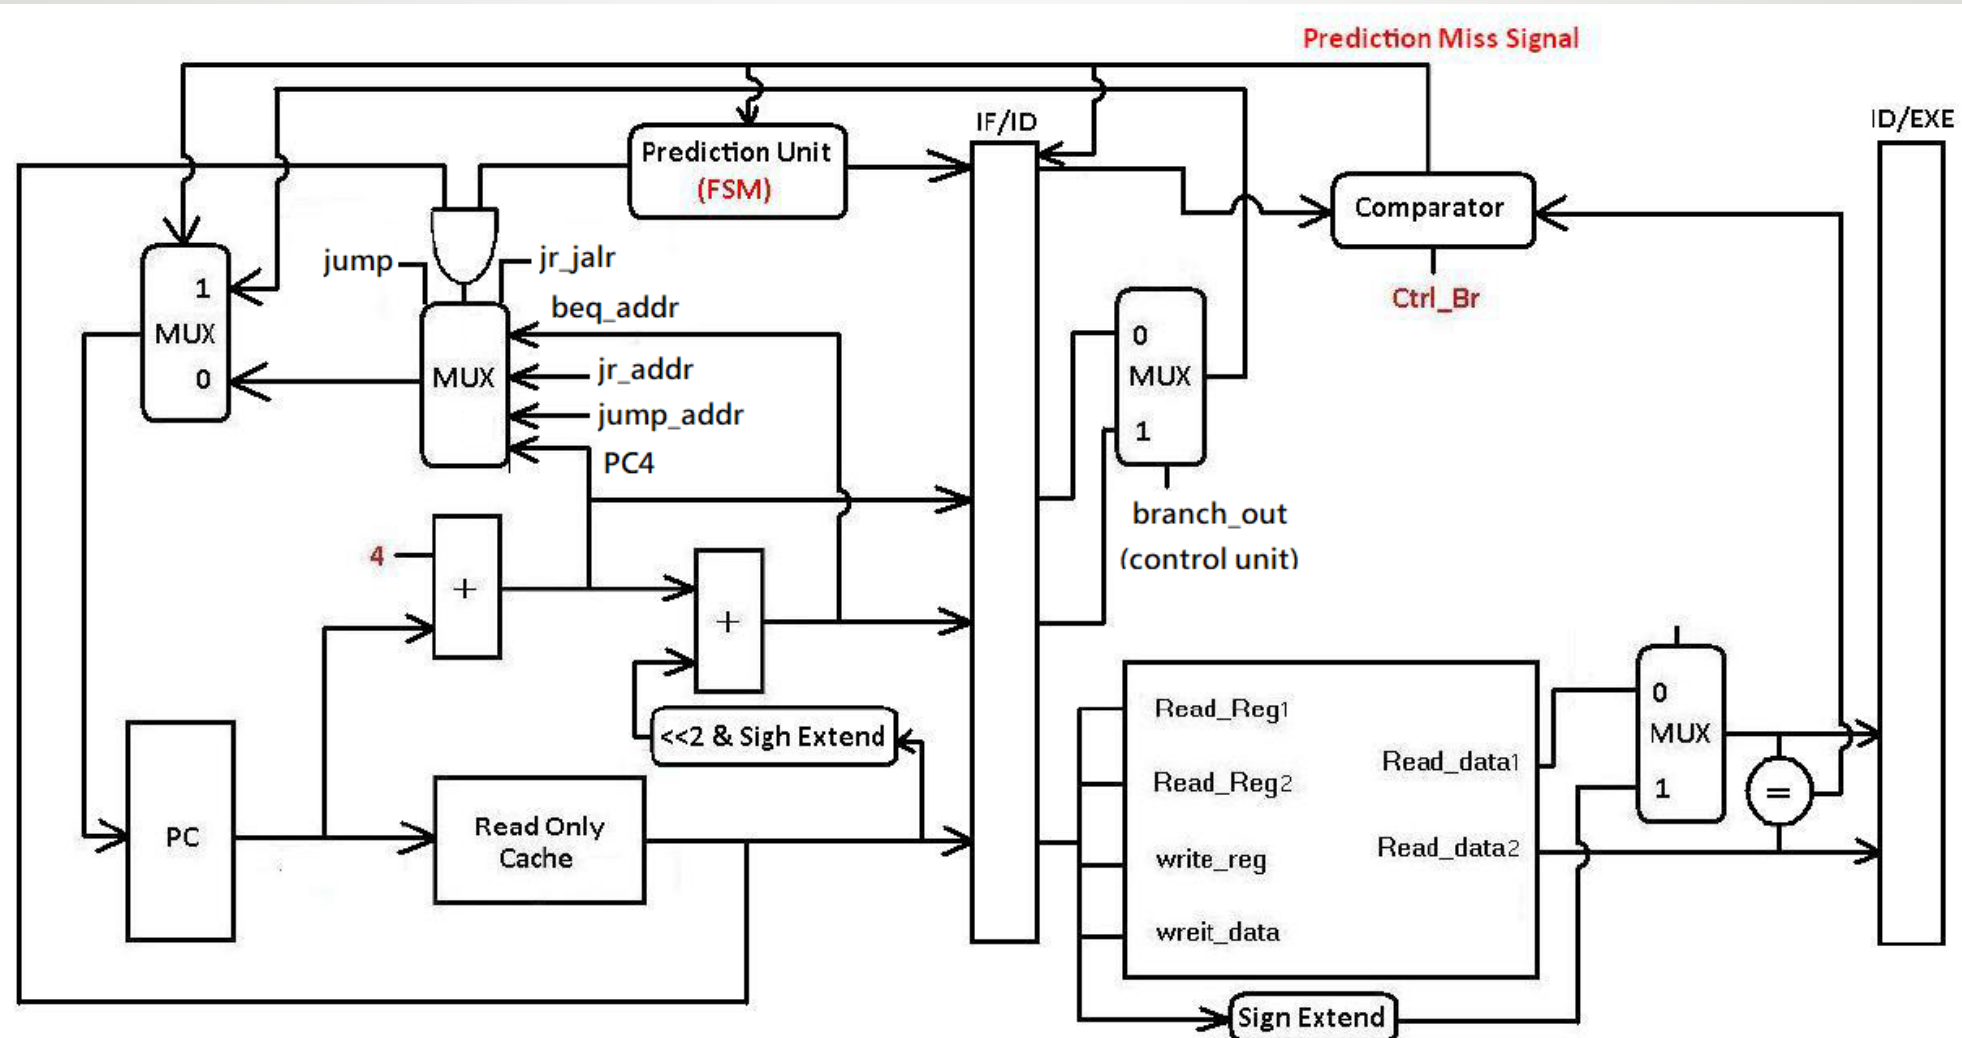 Prediction Miss Signal
IF/ID
ID/EXE
Prediction Unit
(FSM)
Comparator
Ctrl_Br
jump
jr_jalr
beq_addr
1
MUX
0
MUX
jr_addr
jump_addr
PC4
0
MUX
1
branch_out
(control unit)
4
+
+
<<2 & Sigh Extend
PC
Read Only
Cache
Read_Reg1
Read_Reg2
write_reg
wreit_data
Read_data1
Read_data2
0
MUX
1
=
Sign Extend